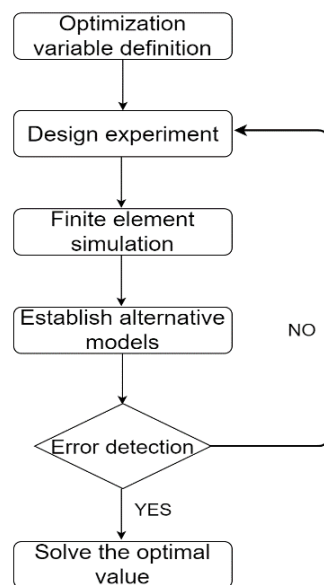 Optimization
variable definition
Design experiment
Finite element
simulation
Establish alternative
models
NO
Error detection
YES
Solve the optimal
value